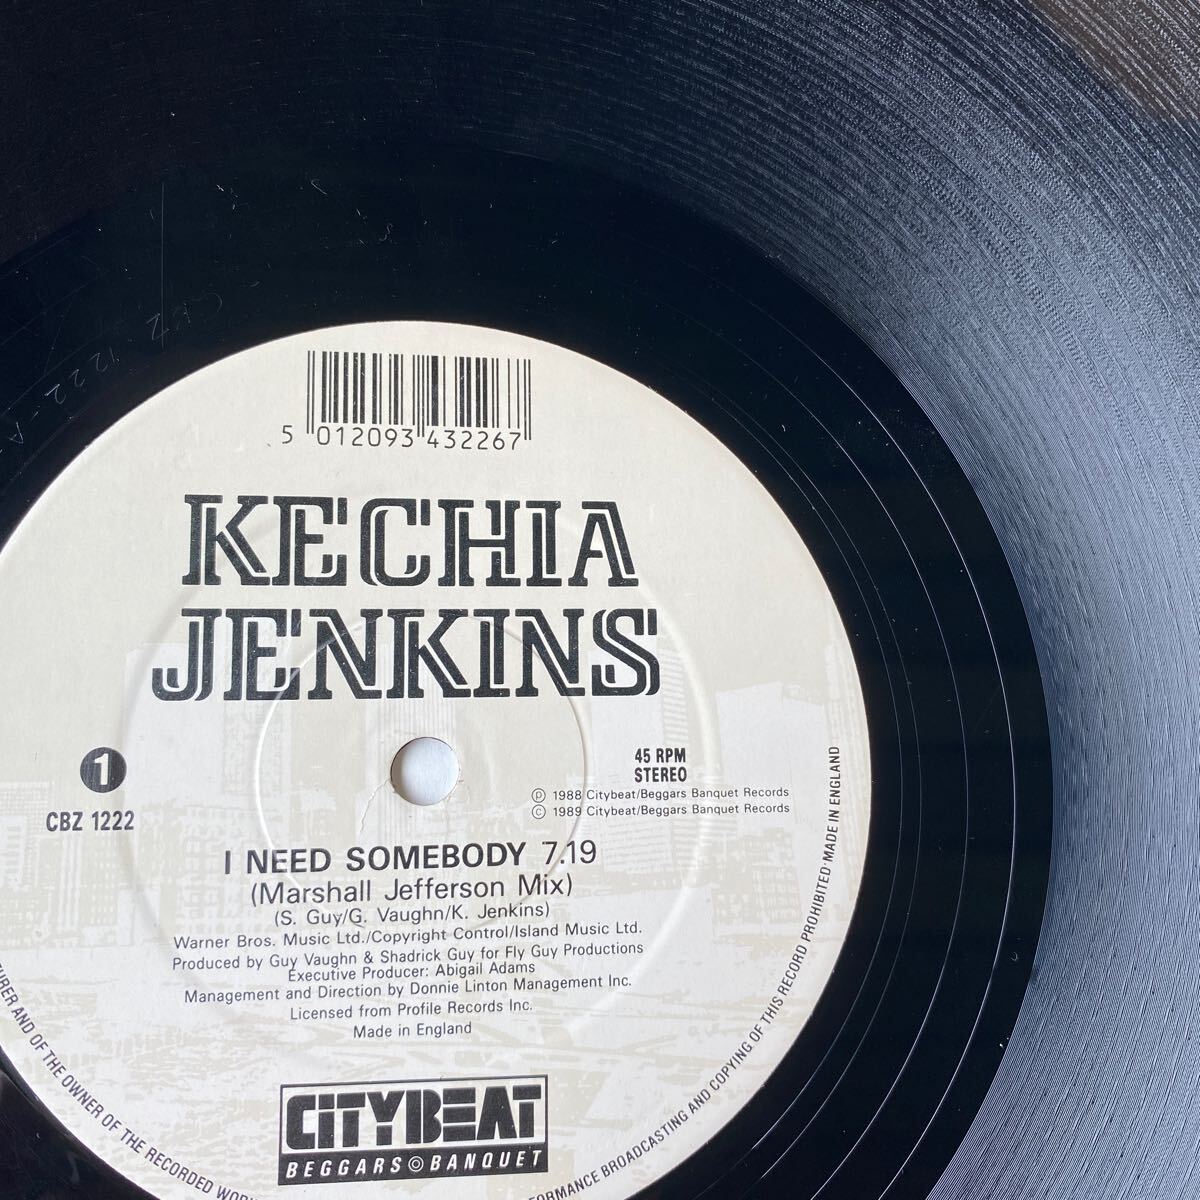 5 012093 432267
KECHIA
JENKINS
1
CBZ 1222
45 RPM
STEREO
℗ 1988 Citybeat/Beggars Banquet Records
© 1989 Citybeat/Beggars Banquet Records
I NEED SOMEBODY 7.19
(Marshall Jefferson Mix)
(S. Guy/G. Vaughn/K. Jenkins)
Warner Bros. Music Ltd./Copyright Control/Island Music Ltd.
Produced by Guy Vaughn & Shadrick Guy for Fly Guy Productions
Executive Producer: Abigail Adams
Management and Direction by Donnie Linton Management Inc.
Licensed from Profile Records Inc.
Made in England
CITYBEAT
BEGGARS BANQUET
TURER AND OF THE OWNER OF THE RECORDED WOR
FORMANCE BROADCASTING AND COPYING OF THIS RECORD PROHIBITED·MADE IN ENGLAND
1222-A